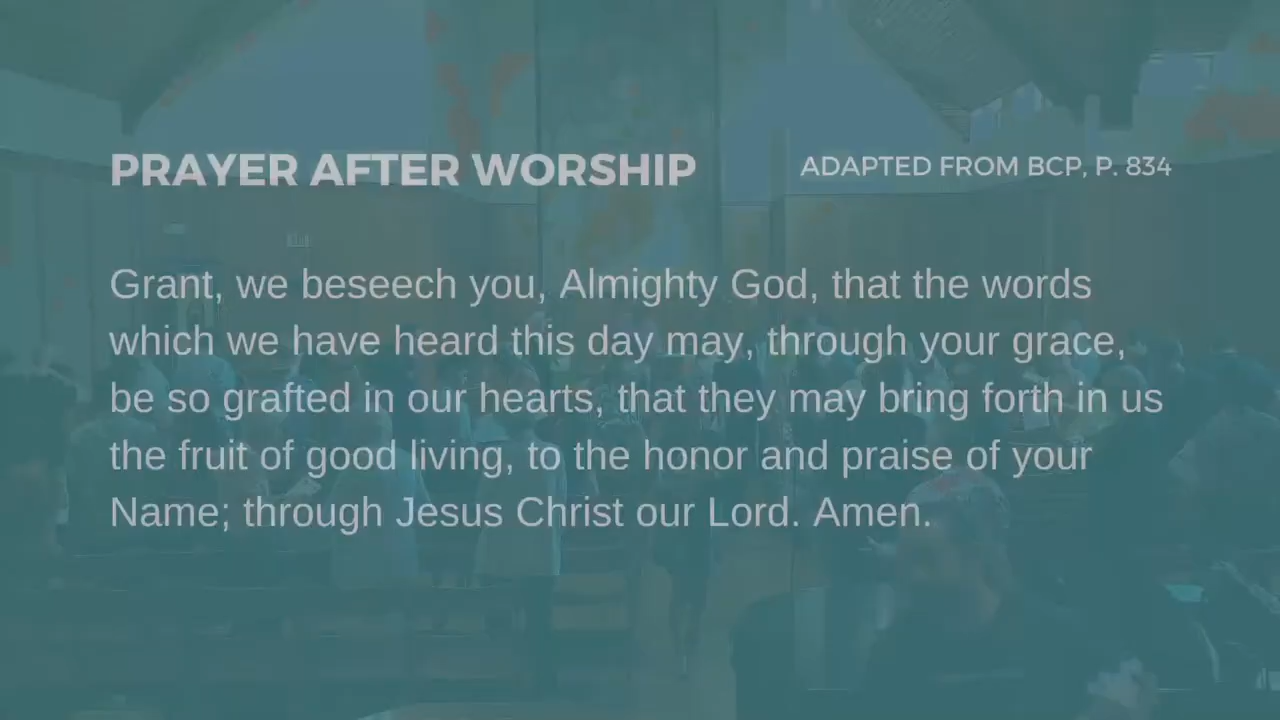 PRAYER AFTER WORSHIP ADAPTED FROM BCP, P. 834
Grant, we beseech you, Almighty God, that the words
which we have heard this day may, through your grace,
be so grafted in our hearts, that they may bring forth in us
the fruit of good living, to the honor and praise of your
Name; through Jesus Christ our Lord. Amen.